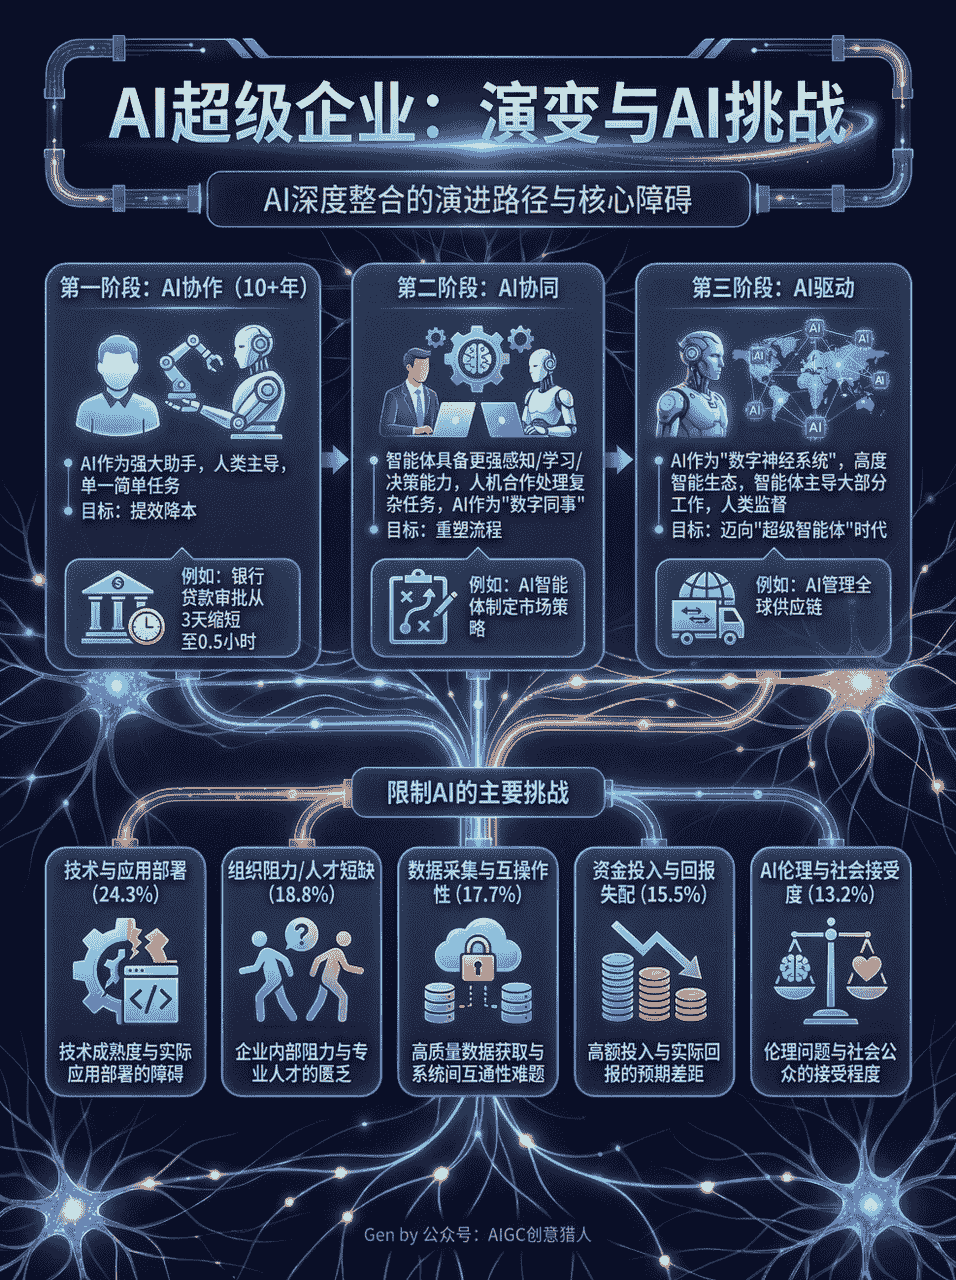 AI超级企业：演变与AI挑战
AI深度整合的演进路径与核心障碍
第一阶段：AI协作（10+年）
AI作为强大助手，人类主导，
单一简单任务
目标：提效降本
$
例如：银行
贷款审批从
3天缩短
至0.5小时
第二阶段：AI协同
智能体具备更强感知/学习/
决策能力，人机合作处理复
杂任务，AI作为"数字同事"
目标：重塑流程
例如：AI智能
体制定市场策
略
第三阶段：AI驱动
AI
AI
AI
AI
AI
AI作为"数字神经系统"，高度
智能生态，智能体主导大部分
工作，人类监督
目标：迈向"超级智能体"时代
例如：AI管理全
球供应链
限制AI的主要挑战
技术与应用部署
(24.3%)
</>
技术成熟度与实际
应用部署的障碍
组织阻力/人才短缺
(18.8%)
?
企业内部阻力与专
业人才的匮乏
数据采集与互操作
性 (17.7%)
高质量数据获取与
系统间互通性难题
资金投入与回报
失配 (15.5%)
高额投入与实际回
报的预期差距
AI伦理与社会接受
度 (13.2%)
伦理问题与社会公
众的接受程度
Gen by 公众号：AIGC创意猎人